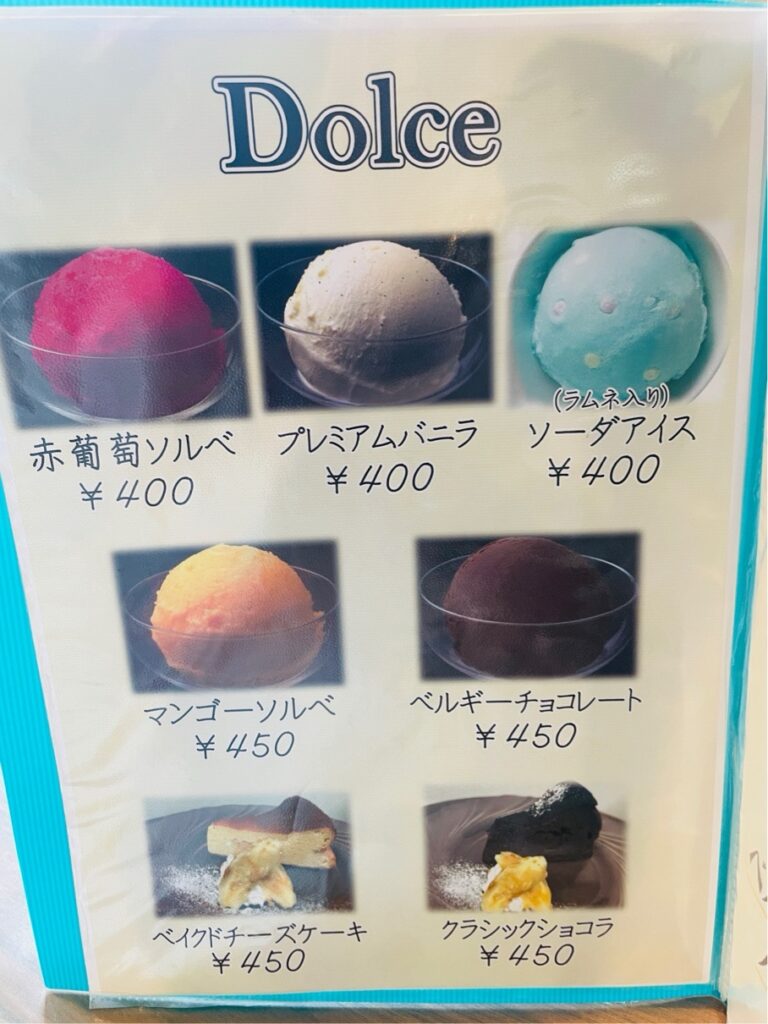 Dolce
赤葡萄ソルベ
¥400
プレミアムバニラ
¥400
(ラムネ入り)
ソーダアイス
¥400
マンゴーソルベ
¥450
ベルギーチョコレート
¥450
ベイクドチーズケーキ
¥450
クラシックショコラ
¥450